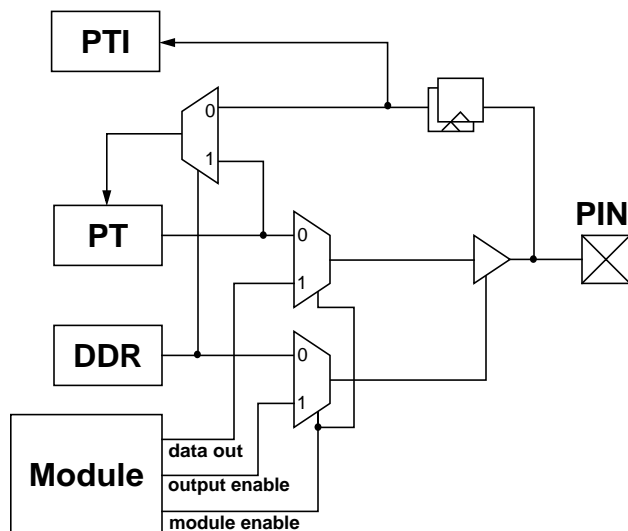 PTI
0
1
PT
PIN
0
1
DDR
0
1
Module
data out
output enable
module enable